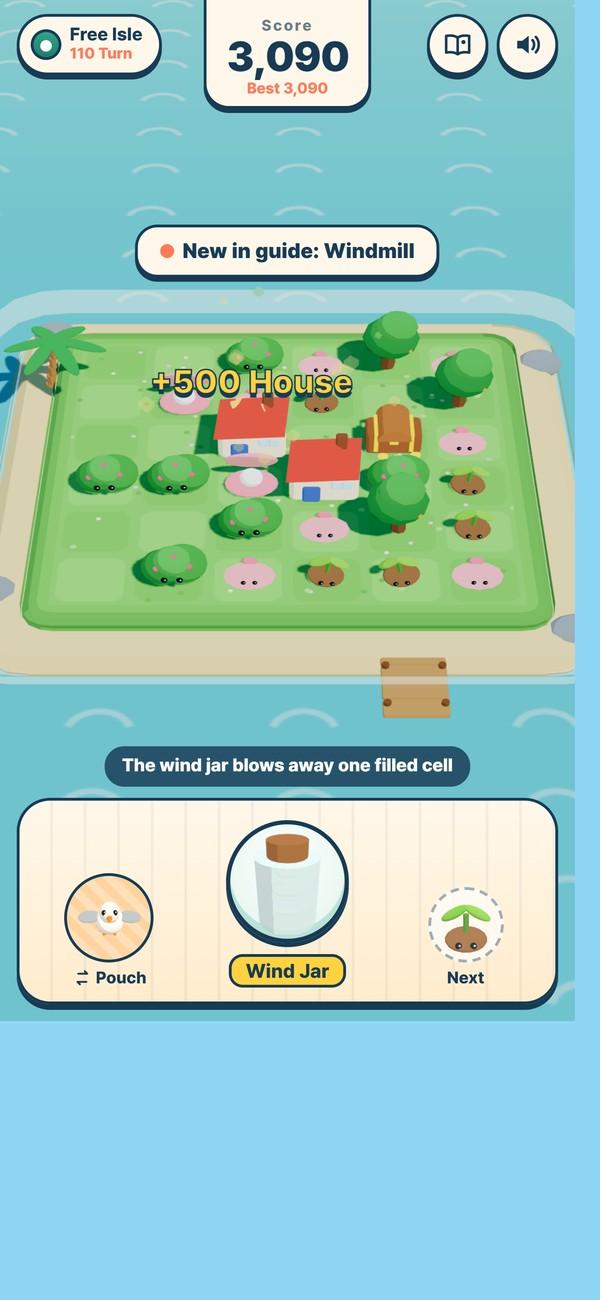 Free Isle
110 Turn
Score
3,090
Best 3,090
New in guide: Windmill
+500 House
The wind jar blows away one filled cell
Pouch
Wind Jar
Next